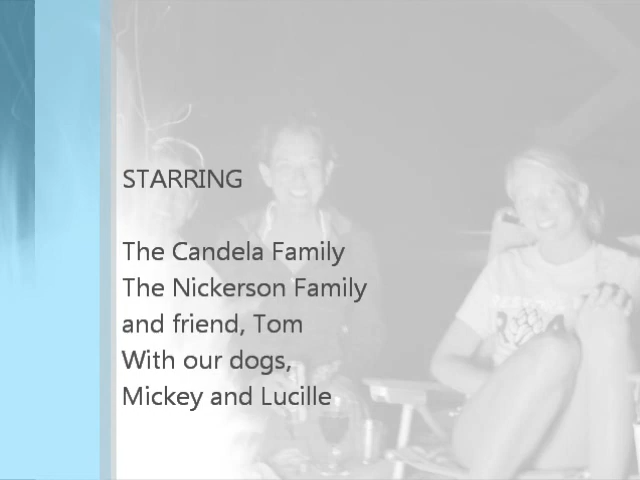 STARRING
The Candela Family
The Nickerson Family
and friend, Tom
With our dogs,
Mickey and Lucille